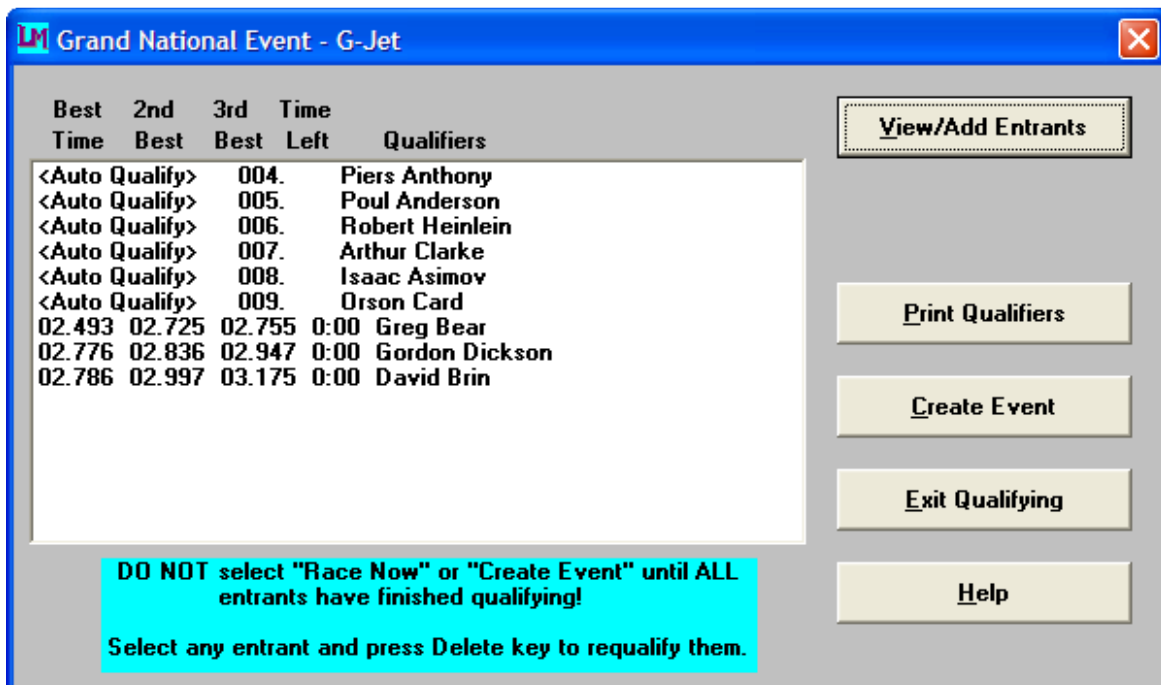 LM Grand National Event - G-Jet
Best 2nd 3rd Time
Time Best Best Left Qualifiers
<Auto Qualify> 004. Piers Anthony
<Auto Qualify> 005. Poul Anderson
<Auto Qualify> 006. Robert Heinlein
<Auto Qualify> 007. Arthur Clarke
<Auto Qualify> 008. Isaac Asimov
<Auto Qualify> 009. Orson Card
02.493 02.725 02.755 0:00 Greg Bear
02.776 02.836 02.947 0:00 Gordon Dickson
02.786 02.997 03.175 0:00 David Brin
DO NOT select "Race Now" or "Create Event" until ALL
entrants have finished qualifying!
Select any entrant and press Delete key to requalify them.
View/Add Entrants
Print Qualifiers
Create Event
Exit Qualifying
Help